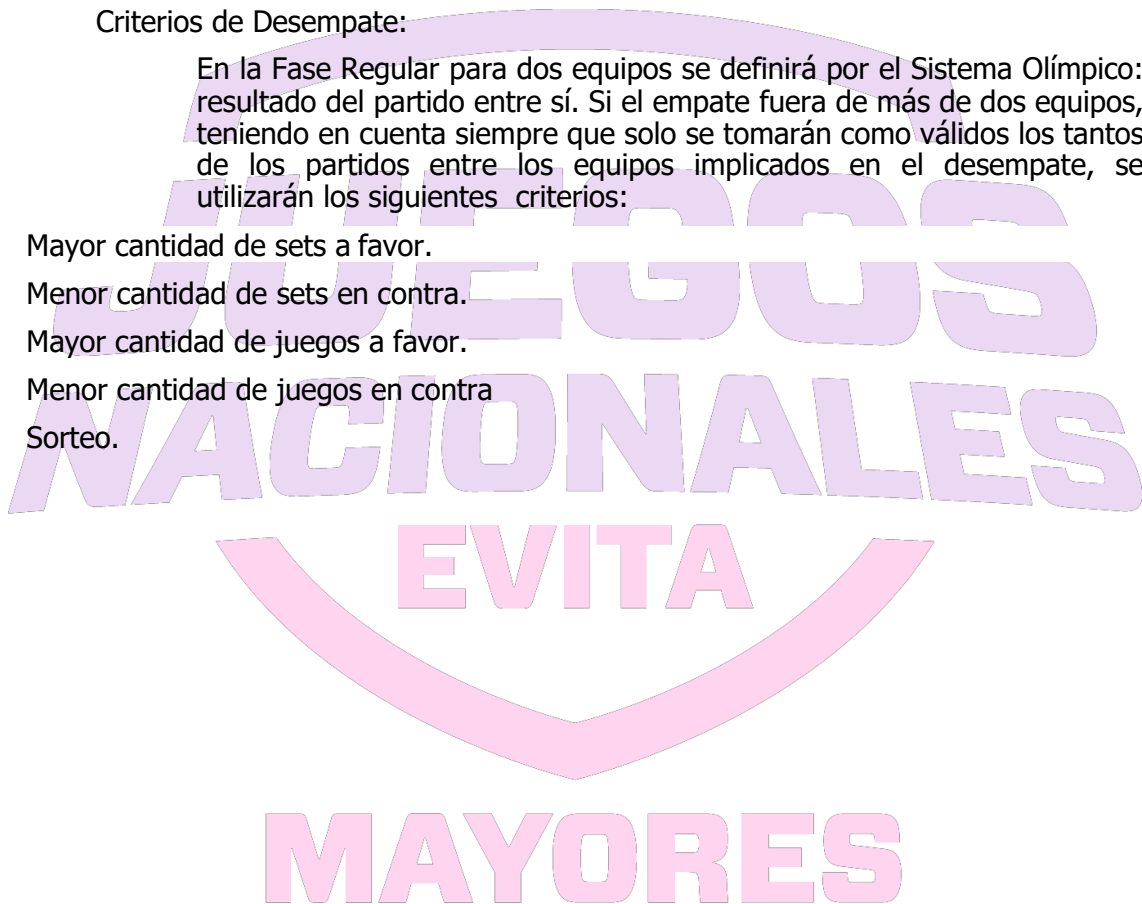 Criterios de Desempate:
En la Fase Regular para dos equipos se definirá por el Sistema Olímpico:
resultado del partido entre sí. Si el empate fuera de más de dos equipos,
teniendo en cuenta siempre que solo se tomarán como válidos los tantos
de los partidos entre los equipos implicados en el desempate, se
utilizarán los siguientes criterios:
Mayor cantidad de sets a favor.
Menor cantidad de sets en contra.
Mayor cantidad de juegos a favor.
Menor cantidad de juegos en contra
Sorteo.
JUEGOS
NACIONALES
EVITA
MAYORES